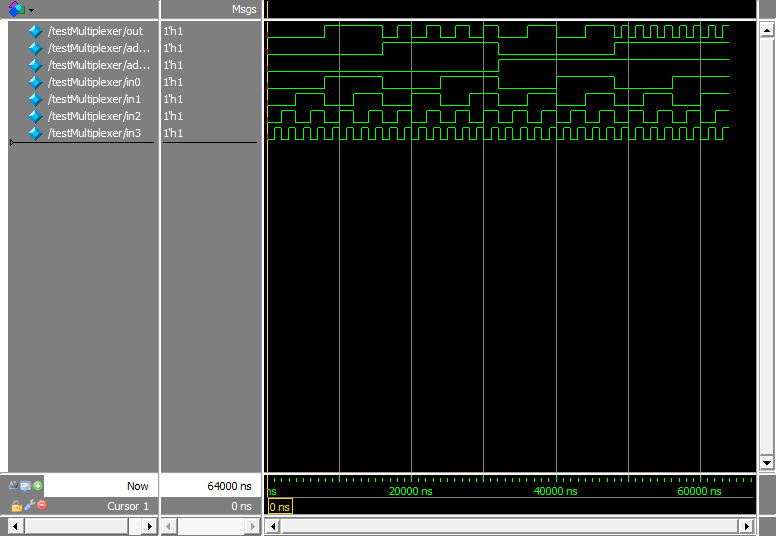 Msgs
/testMultiplexer/out 1'h1
/testMultiplexer/ad... 1'h1
/testMultiplexer/ad... 1'h1
/testMultiplexer/in0 1'h1
/testMultiplexer/in1 1'h1
/testMultiplexer/in2 1'h1
/testMultiplexer/in3 1'h1
Now 64000 ns ns 20000 ns 40000 ns 60000 ns
Cursor 1 0 ns 0 ns